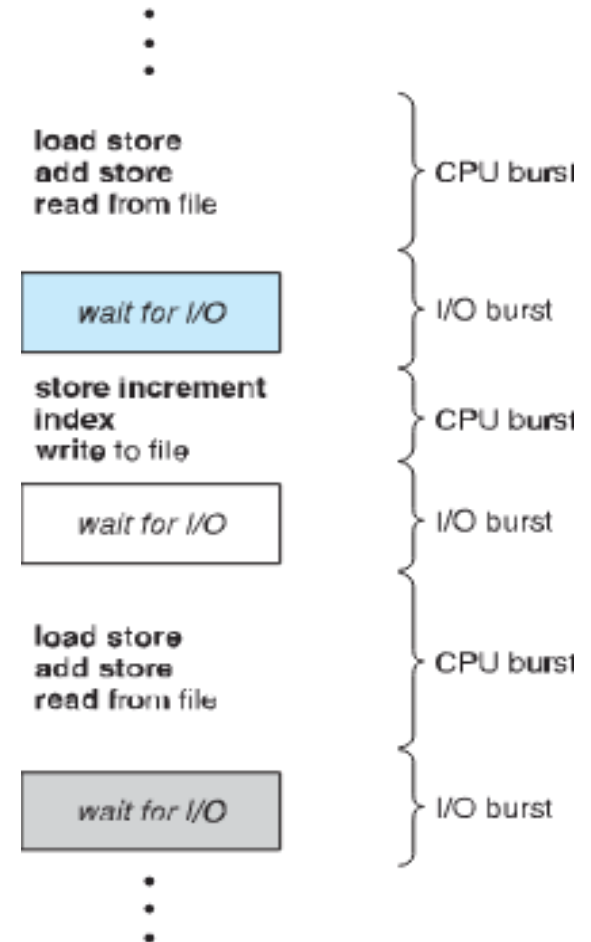 load store
add store
read from file
CPU burst
wait for I/O
I/O burst
store increment
index
write to file
CPU burst
wait for I/O
I/O burst
load store
add store
read from file
CPU burst
wait for I/O
I/O burst